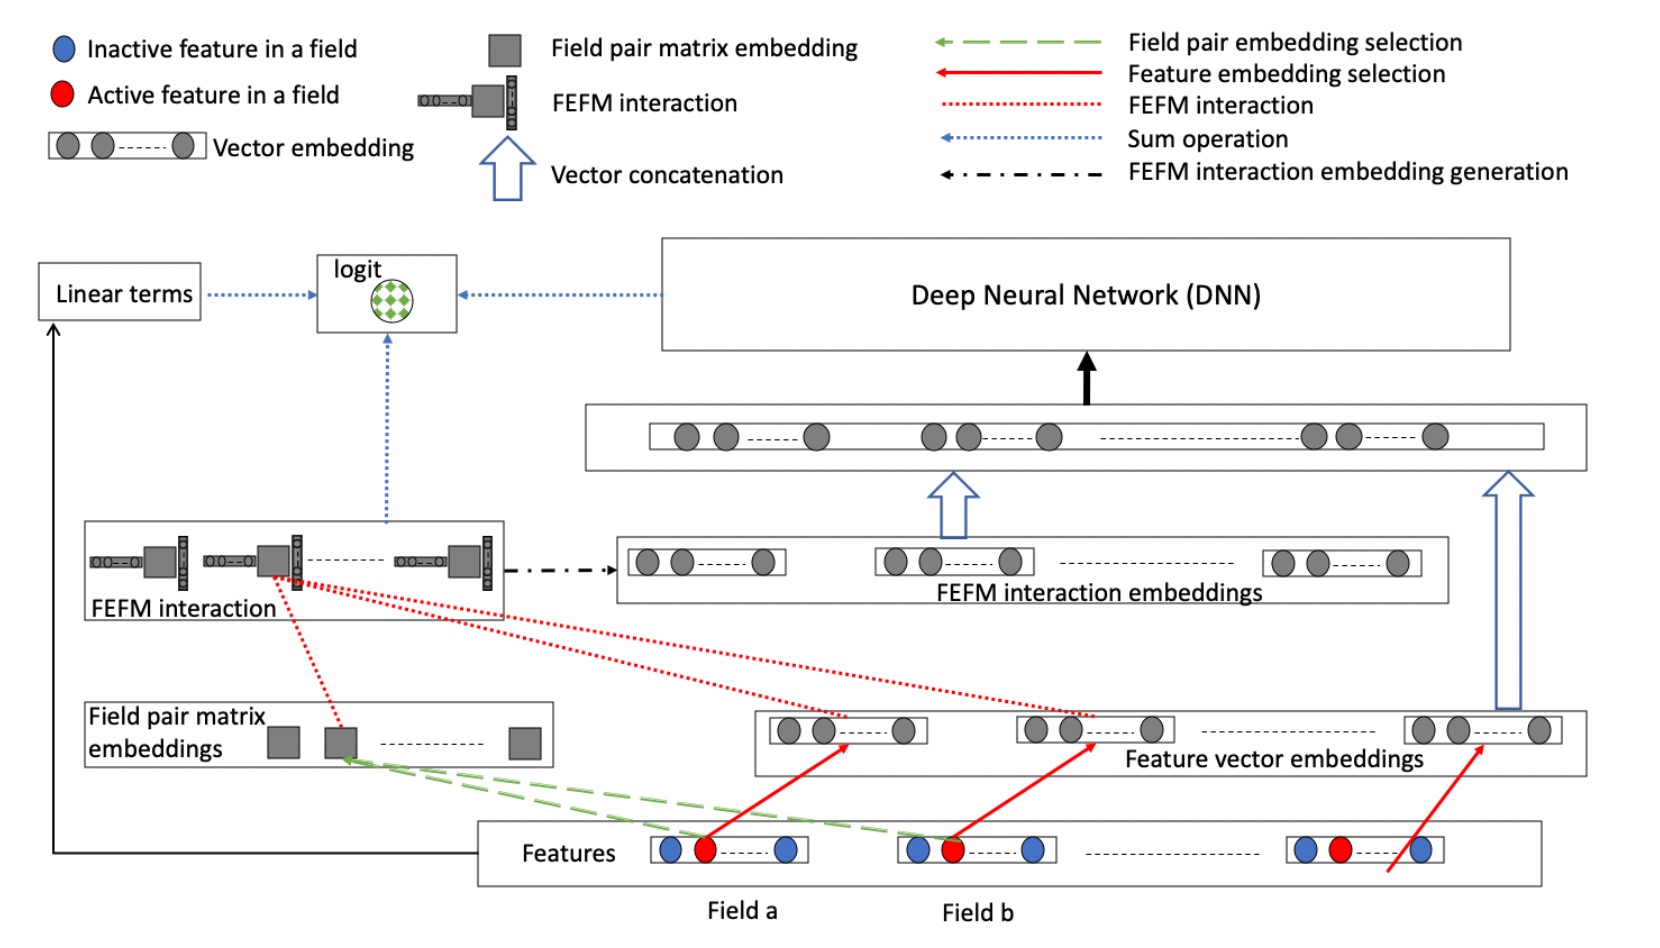 Inactive feature in a field
Active feature in a field
Vector embedding
Field pair matrix embedding
FEFM interaction
Vector concatenation
Field pair embedding selection
Feature embedding selection
FEFM interaction
Sum operation
FEFM interaction embedding generation
Linear terms
logit
Deep Neural Network (DNN)
FEFM interaction
FEFM interaction embeddings
Field pair matrix
embeddings
Feature vector embeddings
Features
Field a
Field b